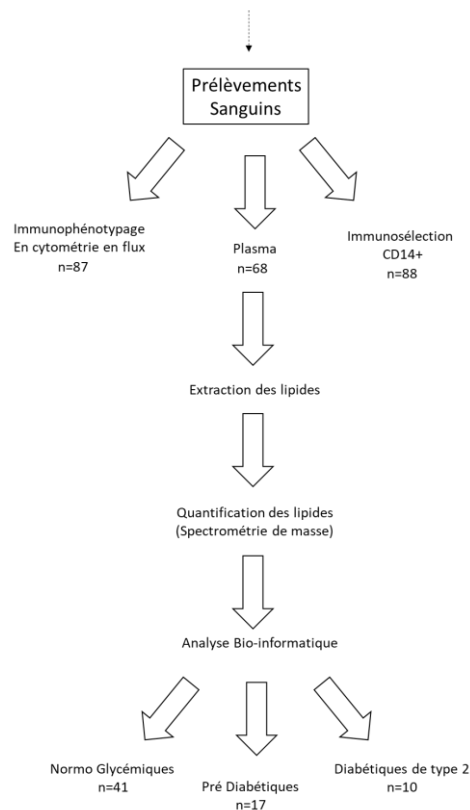 Prélèvements
Sanguins
Immunophénotypage
En cytométrie en flux
n=87
Plasma
n=68
Immunosélection
CD14+
n=88
Extraction des lipides
Quantification des lipides
(Spectrométrie de masse)
Analyse Bio-informatique
Normo Glycémiques
n=41
Pré Diabétiques
n=17
Diabétiques de type 2
n=10